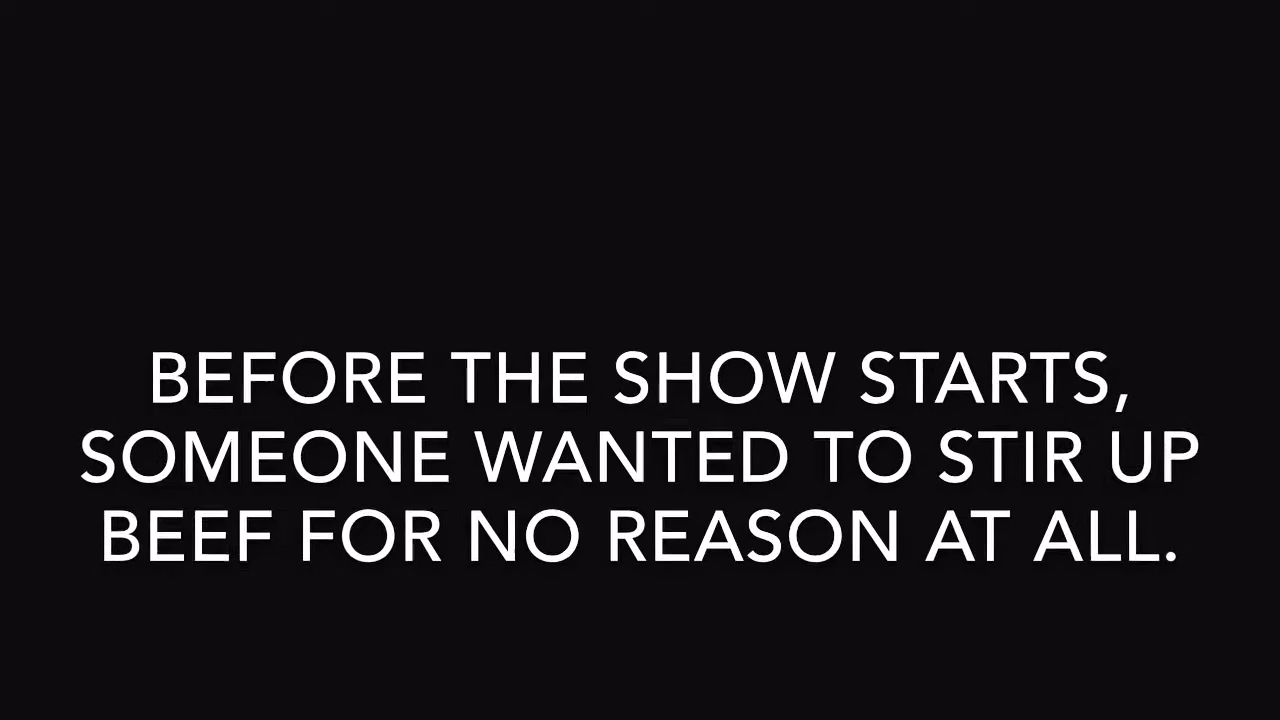 BEFORE THE SHOW STARTS,
SOMEONE WANTED TO STIR UP
BEEF FOR NO REASON AT ALL.